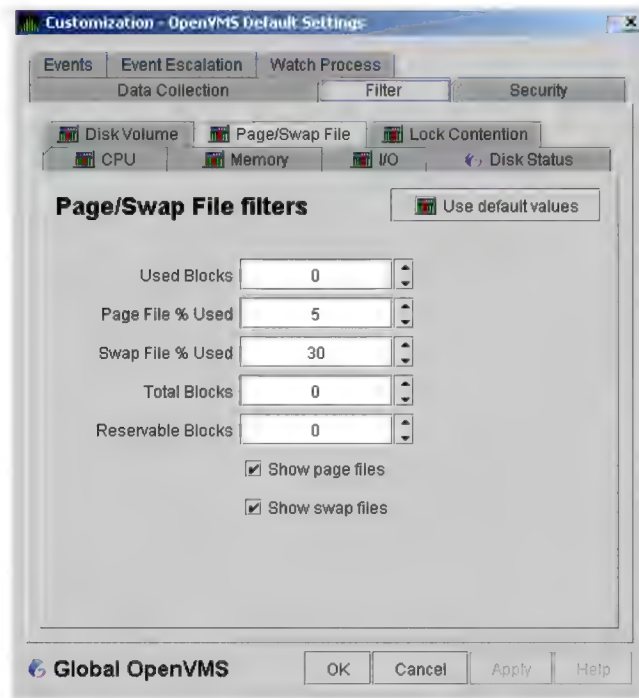 Customization - OpenVMS Default Settings
Events Event Escalation Watch Process
Data Collection Filter Security
Disk Volume Page/Swap File Lock Contention
CPU Memory I/O Disk Status
Page/Swap File filters Use default values
Used Blocks 0
Page File % Used 5
Swap File % Used 30
Total Blocks 0
Reservable Blocks 0
Show page files
Show swap files
Global OpenVMS OK Cancel Apply Help